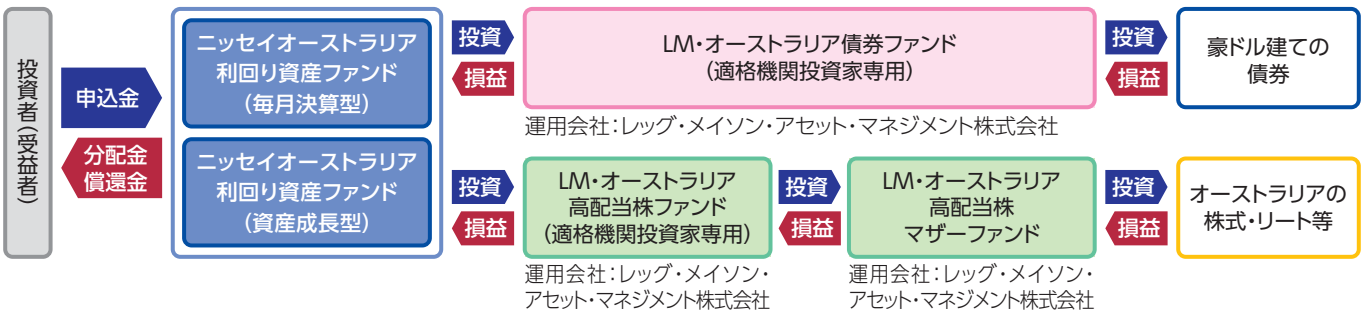 投資者（受益者）
申込金
分配金
償還金
ニッセイオーストラリア
利回り資産ファンド
（毎月決算型）
ニッセイオーストラリア
利回り資産ファンド
（資産成長型）
投資
損益
LM・オーストラリア債券ファンド
（適格機関投資家専用）
運用会社：レッグ・メイソン・アセット・マネジメント株式会社
投資
損益
豪ドル建ての
債券
投資
損益
LM・オーストラリア
高配当株ファンド
（適格機関投資家専用）
運用会社：レッグ・メイソン・
アセット・マネジメント株式会社
投資
損益
LM・オーストラリア
高配当株
マザーファンド
運用会社：レッグ・メイソン・
アセット・マネジメント株式会社
投資
損益
オーストラリアの
株式・リート等